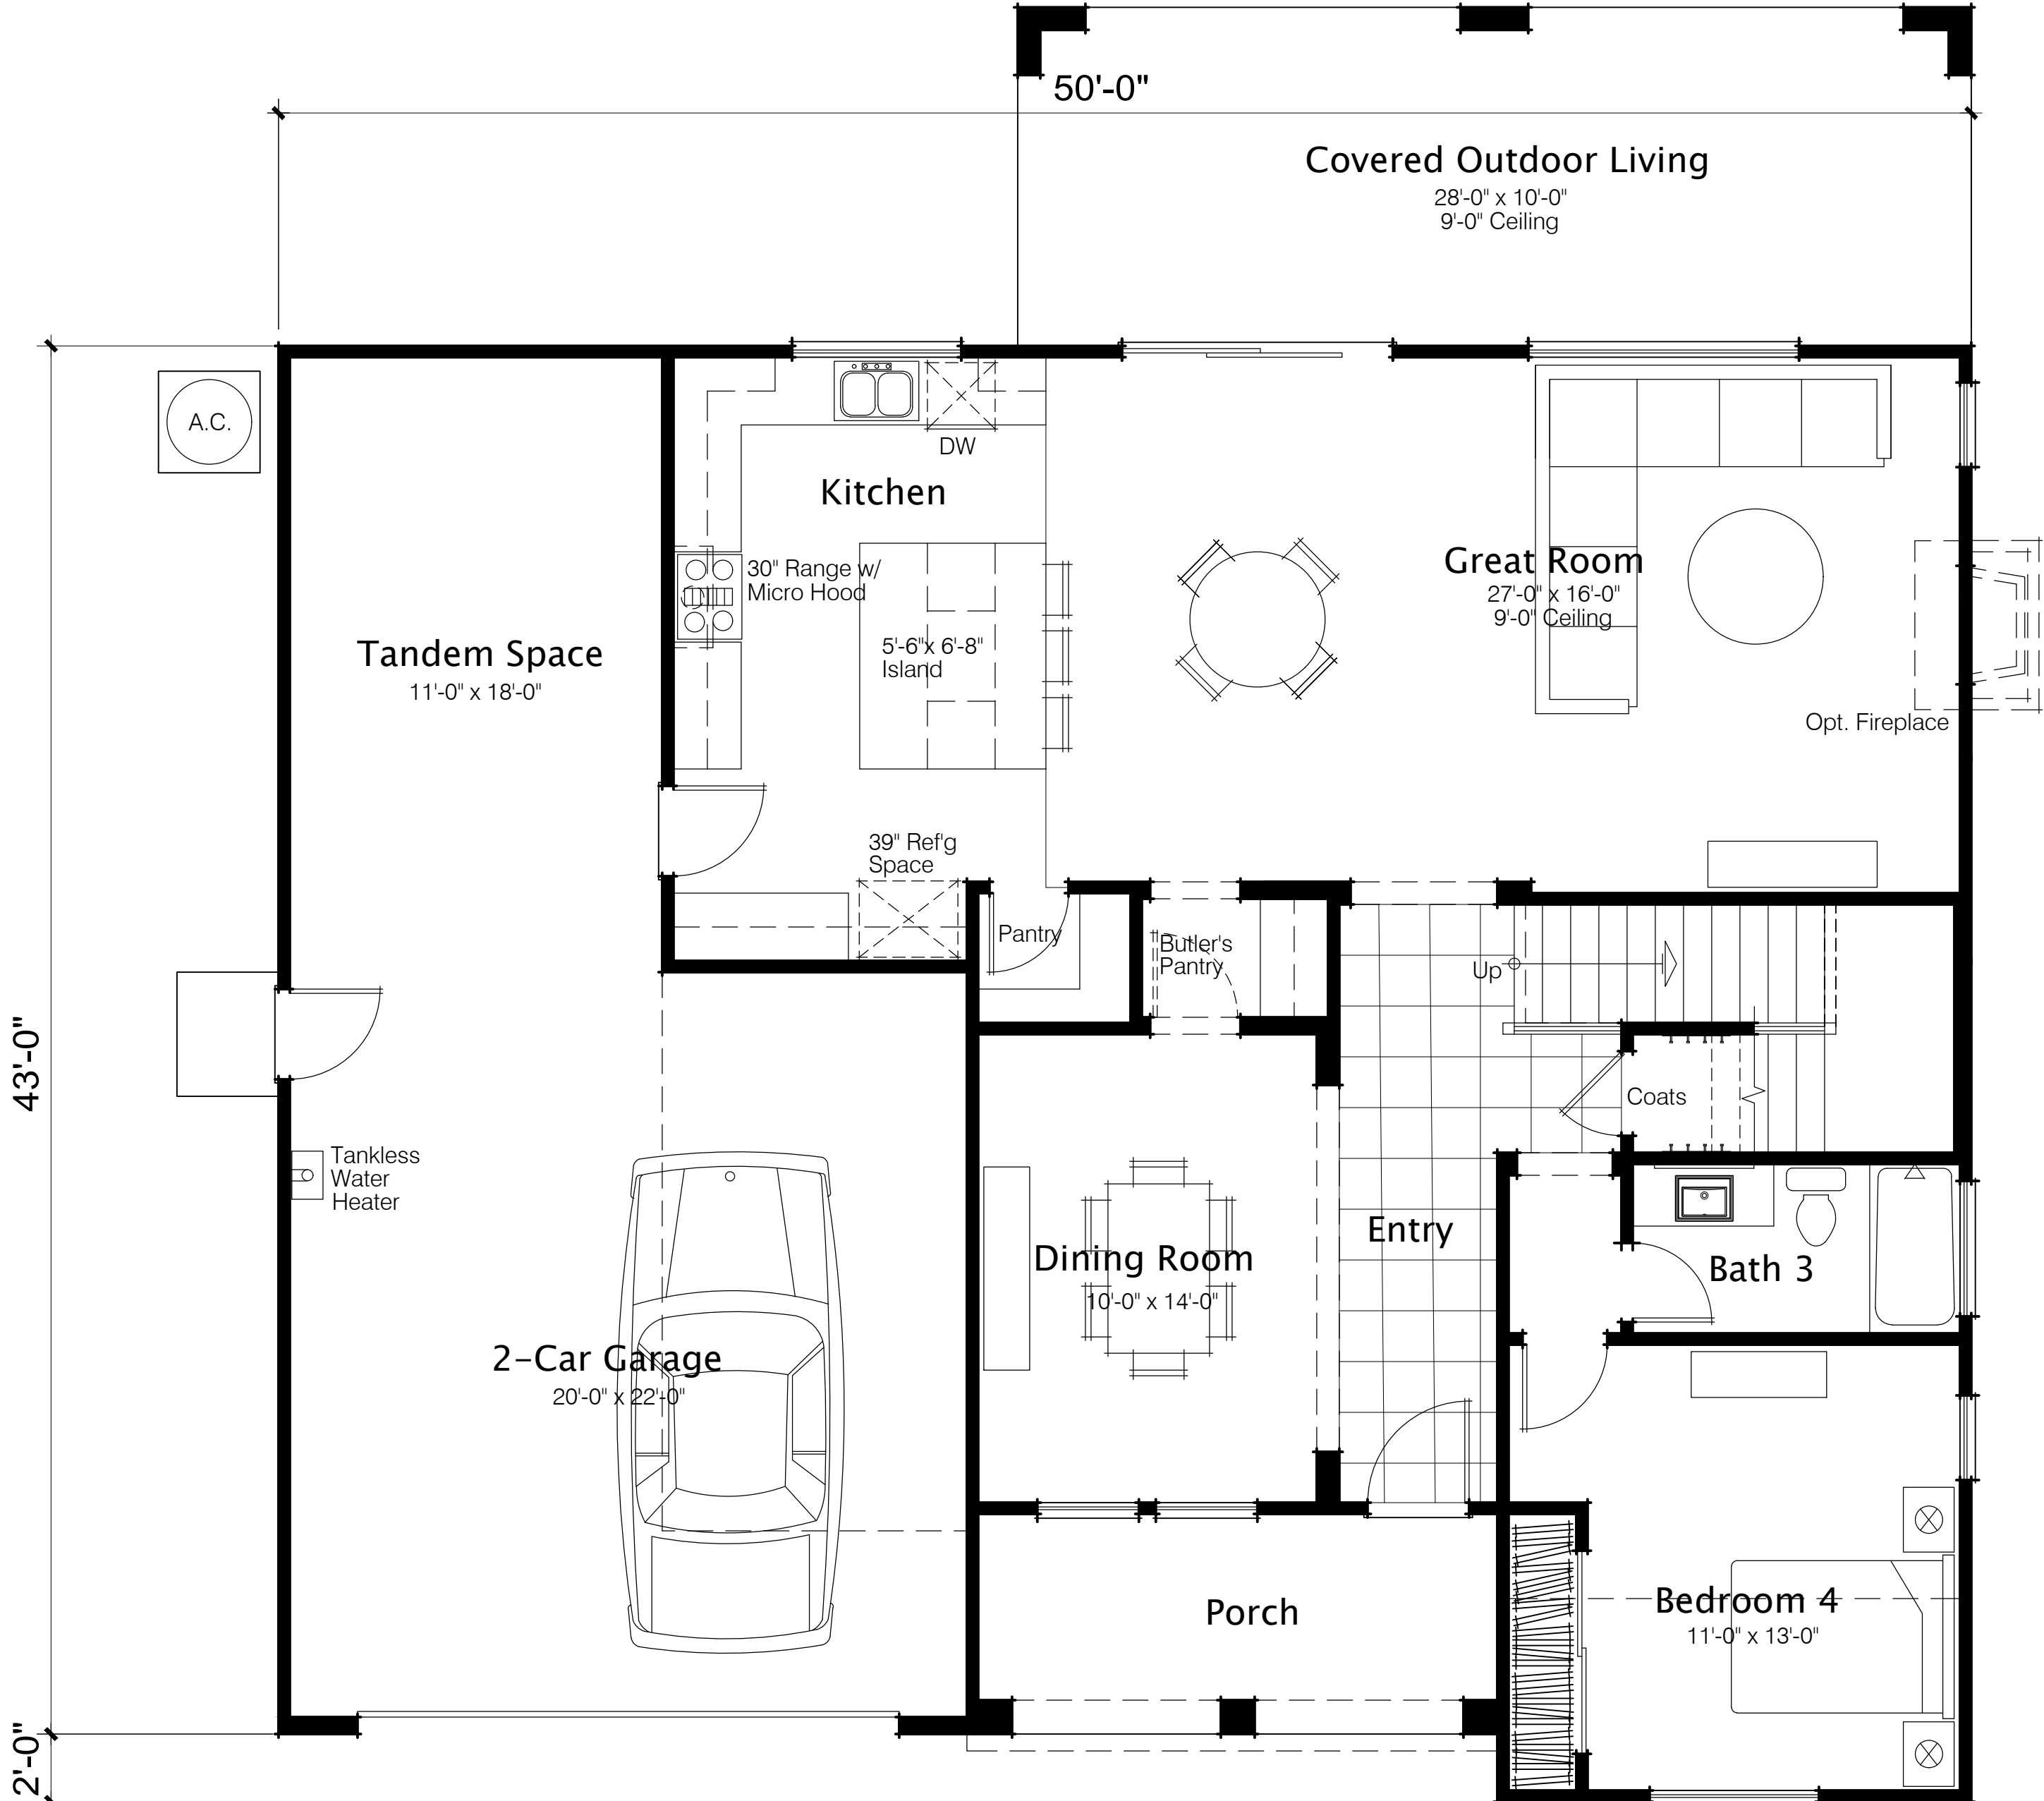 50'-0"
Covered Outdoor Living
28'-0" x 10'-0"
9'-0" Ceiling
A.C.
DW
Kitchen
30" Range w/
Micro Hood
5'-6"x 6'-8"
Island
Great Room
27'-0" x 16'-0"
9'-0" Ceiling
Tandem Space
11'-0" x 18'-0"
Opt. Fireplace
39" Ref'g
Space
Pantry
Butler's
Pantry
Up
43'-0"
Coats
Tankless
Water
Heater
Entry
Dining Room
10'-0" x 14'-0"
Bath 3
2-Car Garage
20'-0" x 22'-0"
Porch
Bedroom 4
11'-0" x 13'-0"
2'-0"